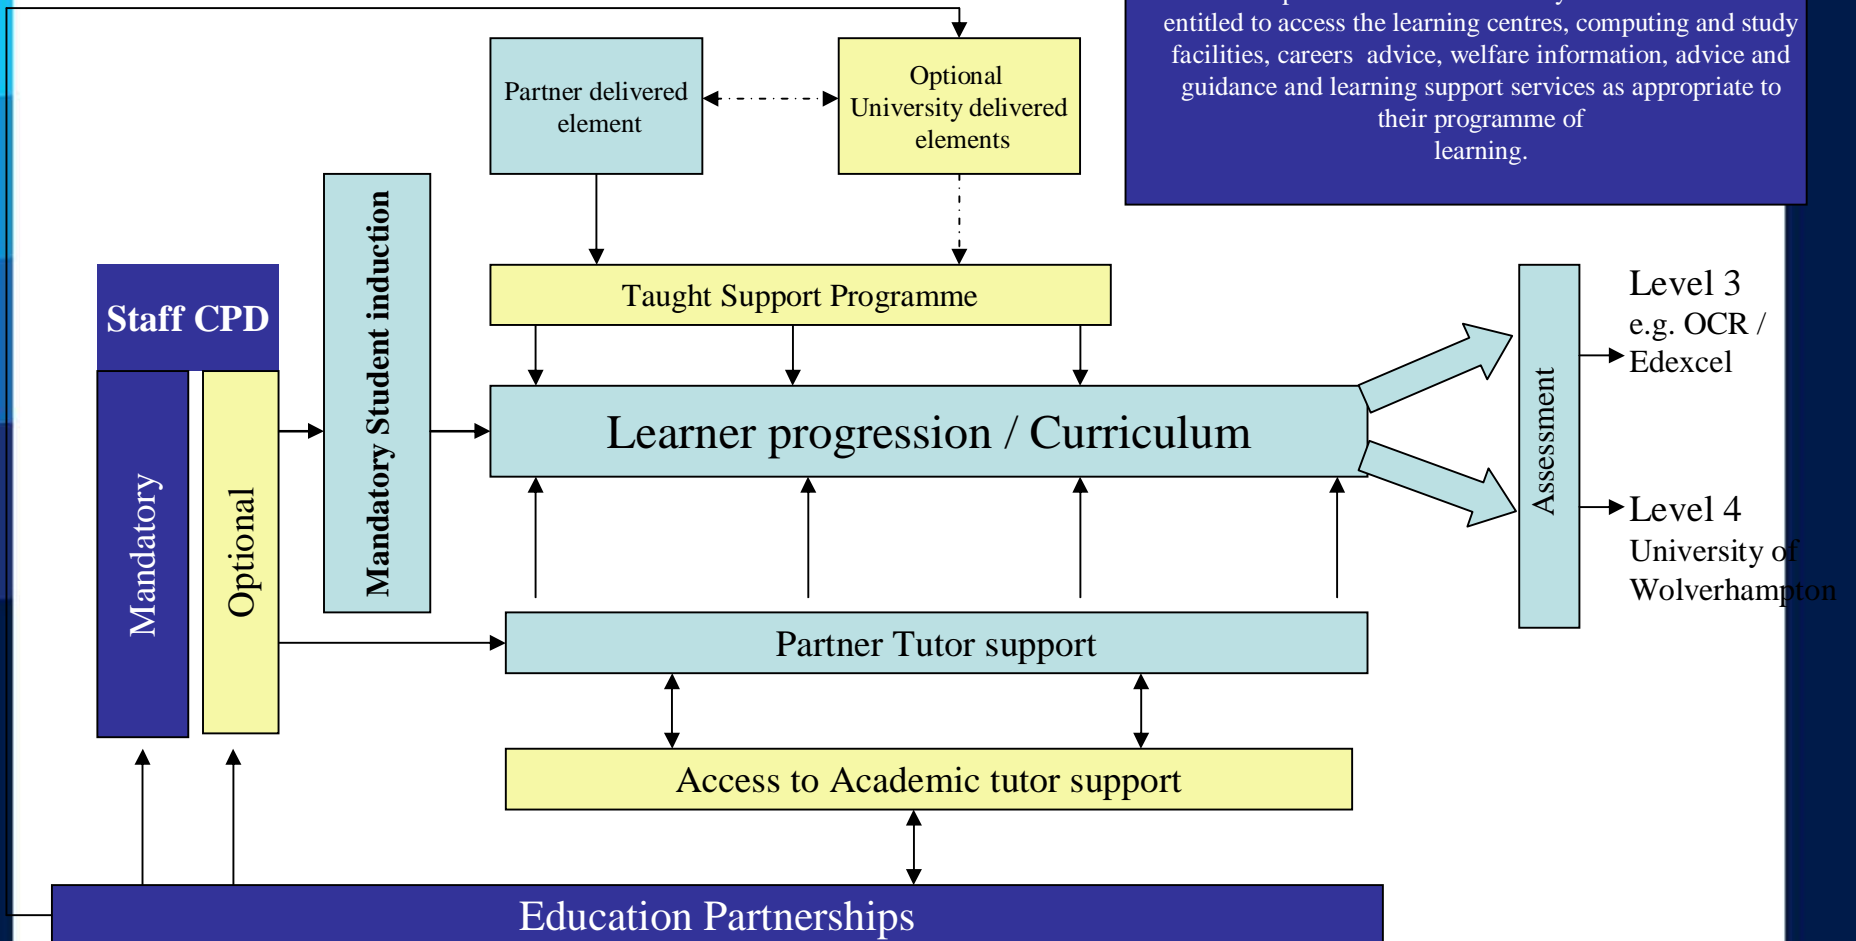 entitled to access the learning centres, computing and study
facilities, careers advice, welfare information, advice and
guidance and learning support services as appropriate to
their programme of
learning.
Partner delivered
element
Optional
University delivered
elements
Taught Support Programme
Staff CPD
Mandatory
Optional
Mandatory Student induction
Learner progression / Curriculum
Assessment
Level 3
e.g. OCR /
Edexcel
Level 4
University of
Wolverhampton
Partner Tutor support
Access to Academic tutor support
Education Partnerships